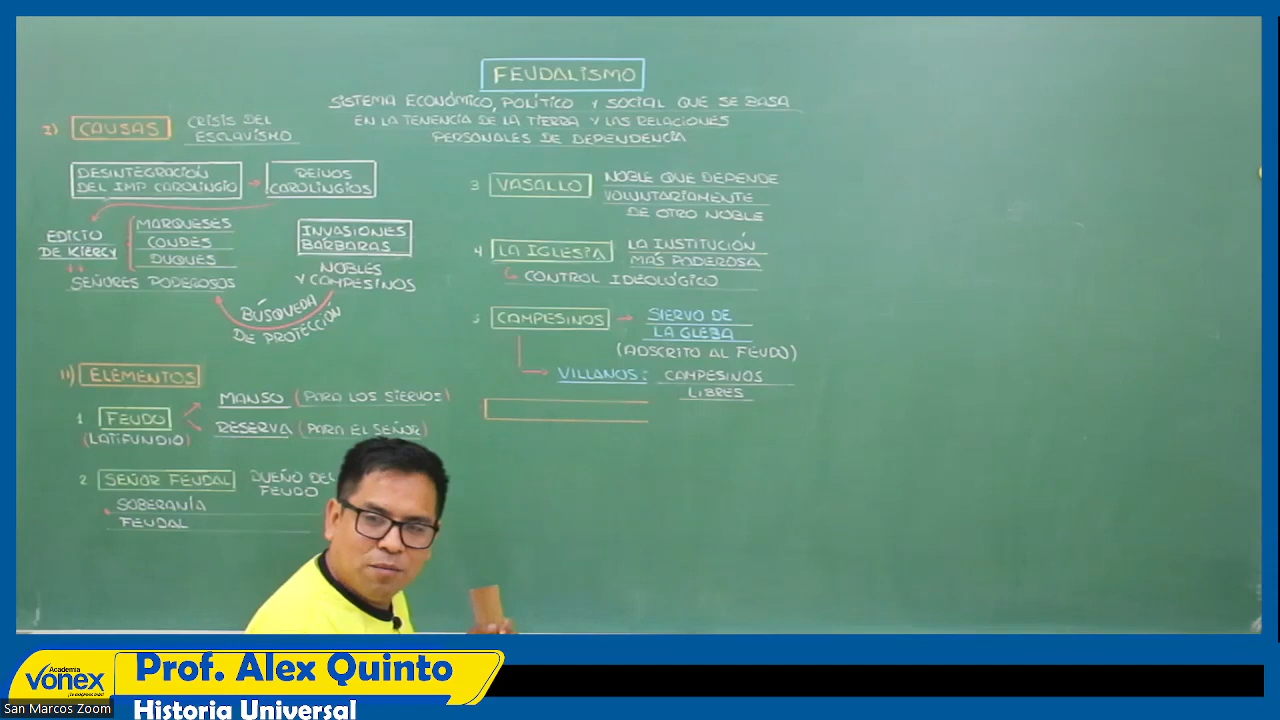 FEUDALISMO
SISTEMA ECONÓMICO, POLÍTICO Y SOCIAL QUE SE BASA
EN LA TENENCIA DE LA TIERRA Y LAS RELACIONES
PERSONALES DE DEPENDENCIA
I) CAUSAS
CRISIS DEL
ESCLAVISMO
DESINTEGRACIÓN
DEL IMP CAROLINGIO
REINOS
CAROLINGIOS
EDICTO
DE KIERCY
MARQUESES
CONDES
DUQUES
SEÑORES PODEROSOS
INVASIONES
BÁRBARAS
NOBLES
Y CAMPESINOS
BÚSQUEDA
DE PROTECCIÓN
II) ELEMENTOS
1 FEUDO
(LATIFUNDIO)
MANSO (PARA LOS SIERVOS)
RESERVA (PARA EL SEÑOR)
2 SEÑOR FEUDAL
DUEÑO DEL
FEUDO
SOBERANÍA
FEUDAL
3 VASALLO
NOBLE QUE DEPENDE
VOLUNTARIAMENTE
DE OTRO NOBLE
4 LA IGLESIA
LA INSTITUCIÓN
MÁS PODEROSA
CONTROL IDEOLÓGICO
5 CAMPESINOS
SIERVO DE
LA GLEBA
(ADSCRITO AL FEUDO)
VILLANOS: CAMPESINOS
LIBRES
Academia
vonex
Prof. Alex Quinto
San Marcos Zoom
Historia Universal